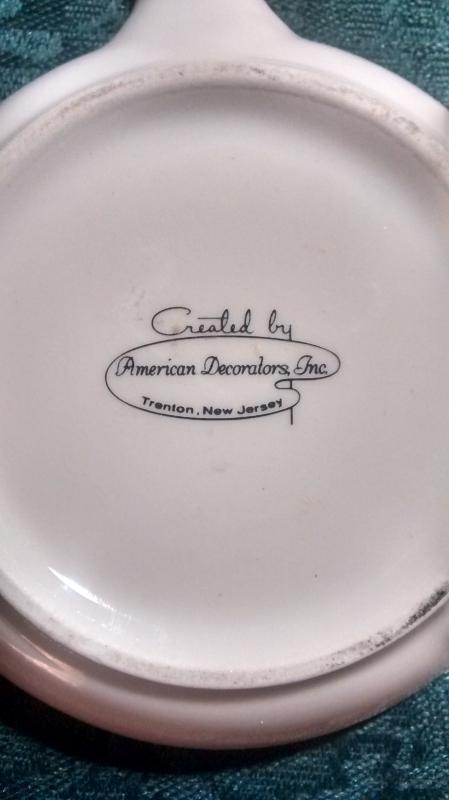 Created by
American Decorators, Inc.
Trenton, New Jersey